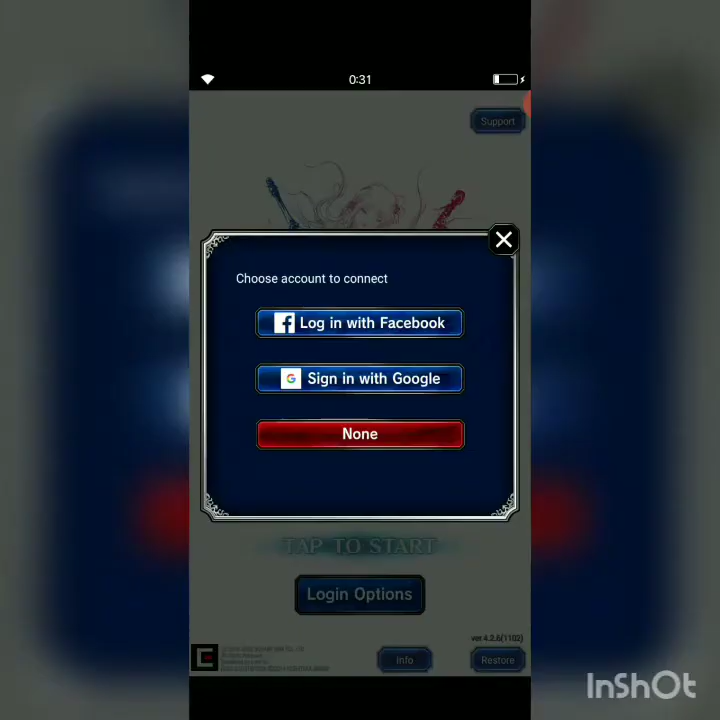 0:31
Support
Choose account to connect
Log in with Facebook
Sign in with Google
None
TAP TO START
Login Options
ver.4.2.6(1102)
Info
Restore
InShOt